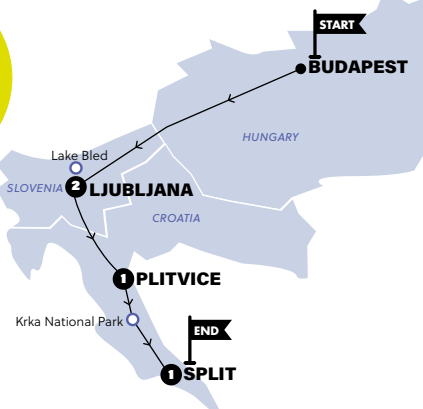 START
BUDAPEST
HUNGARY
Lake Bled
SLOVENIA
2 LJUBLJANA
CROATIA
1 PLITVICE
Krka National Park
END
1 SPLIT